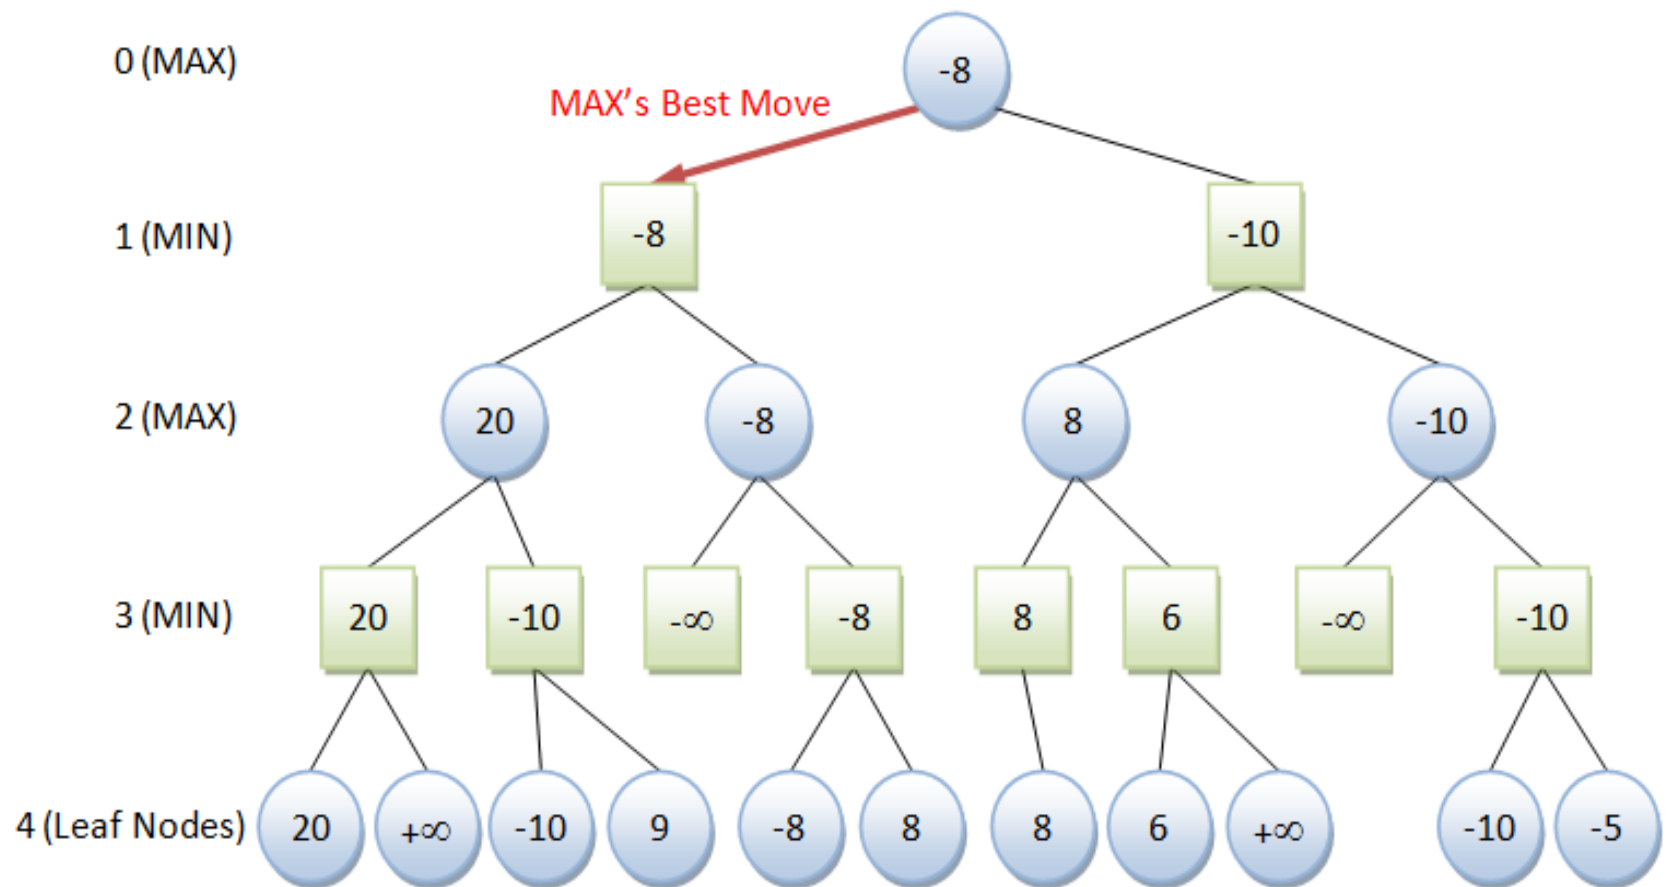 0 (MAX) -8
MAX's Best Move
1 (MIN) -8 -10
2 (MAX) 20 -8 8 -10
3 (MIN) 20 -10 -∞ -8 8 6 -∞ -10
4 (Leaf Nodes) 20 +∞ -10 9 -8 8 8 6 +∞ -10 -5